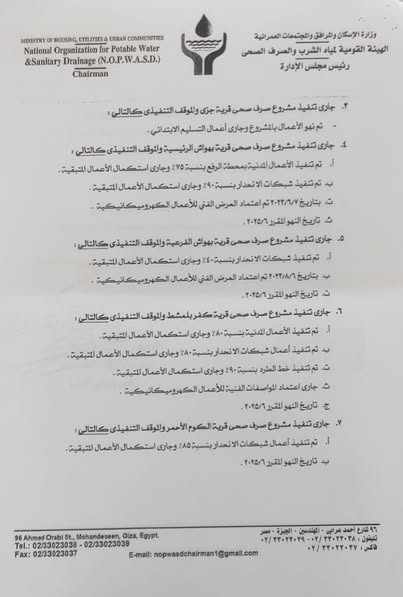 MINISTRY OF HOUSING, UTILITIES & URBAN COMMUNITIES
National Organization for Potable Water
&Sanitary Drainage (N.O.P.W.A.S.D.)
Chairman
وزارة الإسكان والمرافق والمجتمعات العمرانية
الهيئة القومية لمياه الشرب والصرف الصحى
رئيس مجلس الإدارة
٣. جارى تنفيذ مشروع صرف صحى قرية جزى والموقف التنفيذى كالتالي:
- تم نهو الأعمال بالمشروع وجارى أعمال التسليم الابتدائي.
٤. جارى تنفيذ مشروع صرف صحى قرية بهواش الرئيسية والموقف التنفيذى كالتالي:
أ. تم تنفيذ الأعمال المدنية بمحطة الرفع بنسبة ٧٥٪ وجارى استكمال الأعمال المتبقية.
ب. تم تنفيذ شبكات الانحدار بنسبة ٩٠٪ وجارى استكمال الأعمال المتبقية.
ت. بتاريخ ٢٠٢٣/٦/٧ تم اعتماد العرض الفني للأعمال الكهروميكانيكية.
ث. تاريخ النهو المقرر ٢٠٢٥/٦.
٥. جارى تنفيذ مشروع صرف صحى قرية بهواش الفرعية والموقف التنفيذى كالتالي:
أ. تم تنفيذ شبكات الانحدار بنسبة ٤٠٪ وجارى استكمال الأعمال المتبقية.
ب. بتاريخ ٢٠٢٣/٨/٦ تم اعتماد العرض الفني للأعمال الكهروميكانيكية.
ت. تاريخ النهو المقرر ٢٠٢٥/٦.
٦. جارى تنفيذ مشروع صرف صحى قرية كفر بلمشط والموقف التنفيذى كالتالي:
أ. تم تنفيذ الأعمال المدنية بنسبة ٨٠٪ وجارى استكمال الأعمال المتبقية.
ب. تم تنفيذ أعمال شبكات الانحدار بنسبة ٨٠٪ وجارى استكمال الأعمال المتبقية.
ت. تم تنفيذ خط الطرد بنسبة ٩٠٪ وجارى استكمال الأعمال المتبقية.
ث. جارى اعتماد المواصفات الفنية للأعمال الكهروميكانيكية.
ج. تاريخ النهو المقرر ٢٠٢٥/٦.
٧. جارى تنفيذ مشروع صرف صحى قرية الكوم الأحمر والموقف التنفيذى كالتالي:
أ. تم تنفيذ أعمال شبكات الانحدار بنسبة ٨٥٪ وجارى استكمال الأعمال المتبقية.
ب. تاريخ النهو المقرر ٢٠٢٥/٦.
96 Ahmed Orabi St., Mohandeseen, Giza, Egypt.
Tel.: 02/33023038 - 02/33023039
Fax: 02/33023037
E-mail: nopwasdchairman1@gmail.com
٩٦ شارع أحمد عرابى - المهندسين - الجيزة - مصر
تليفون : ٠٢/٣٣٠٢٣٠٣٨ - ٠٢/٣٣٠٢٣٠٣٩
فاكس : ٠٢/٣٣٠٢٣٠٣٧